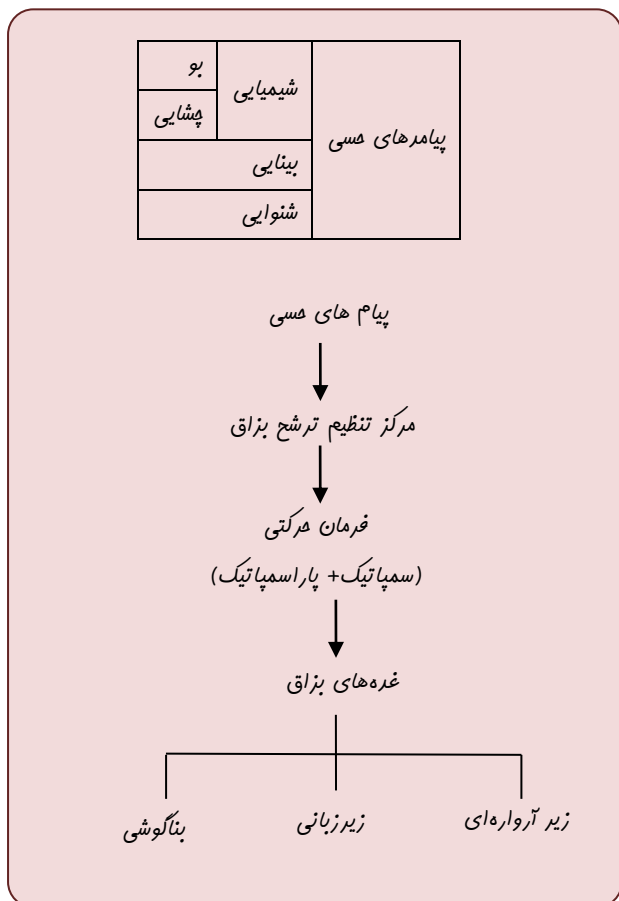 پیامرهای حسی
شیمیایی
بو
چشایی
بینایی
شنوایی
پیام های حسی
مرکز تنظیم ترشح بزاق
فرمان حرکتی
(سمپاتیک+ پاراسمپاتیک)
غده‌های بزاق
زیر آرواره‌ای
زیرزبانی
بناگوشی